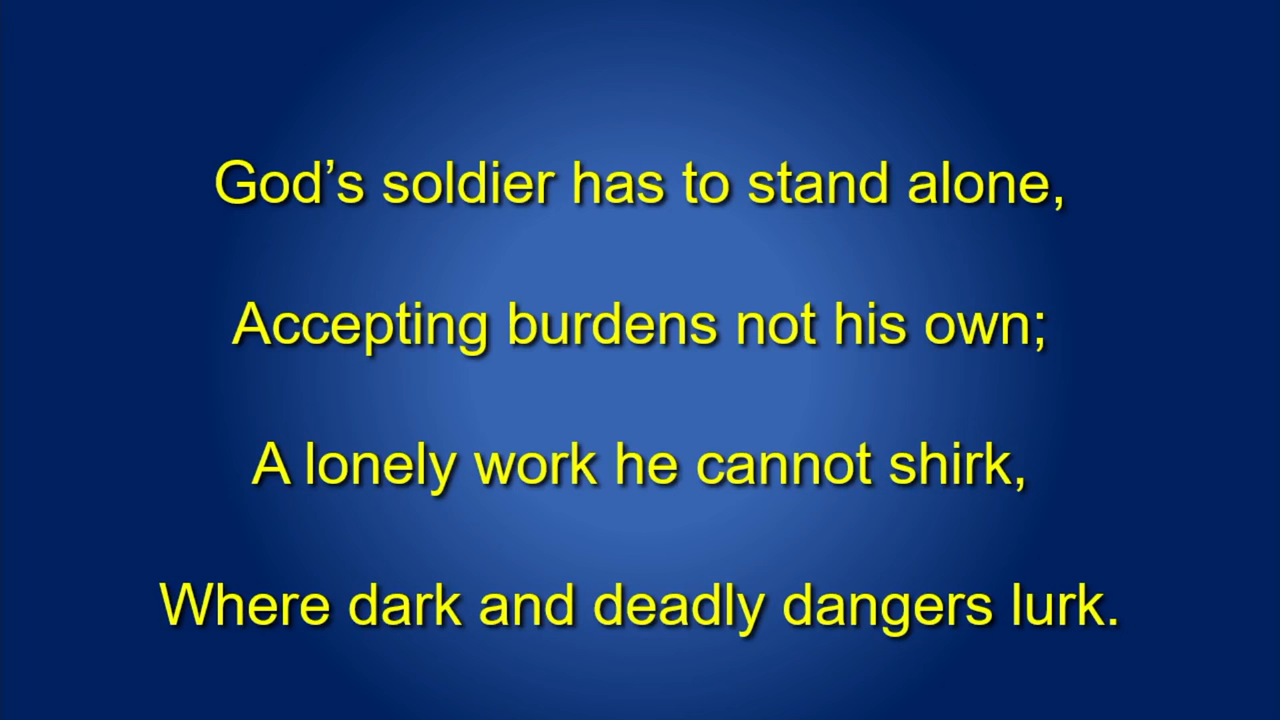 God’s soldier has to stand alone,
Accepting burdens not his own;
A lonely work he cannot shirk,
Where dark and deadly dangers lurk.